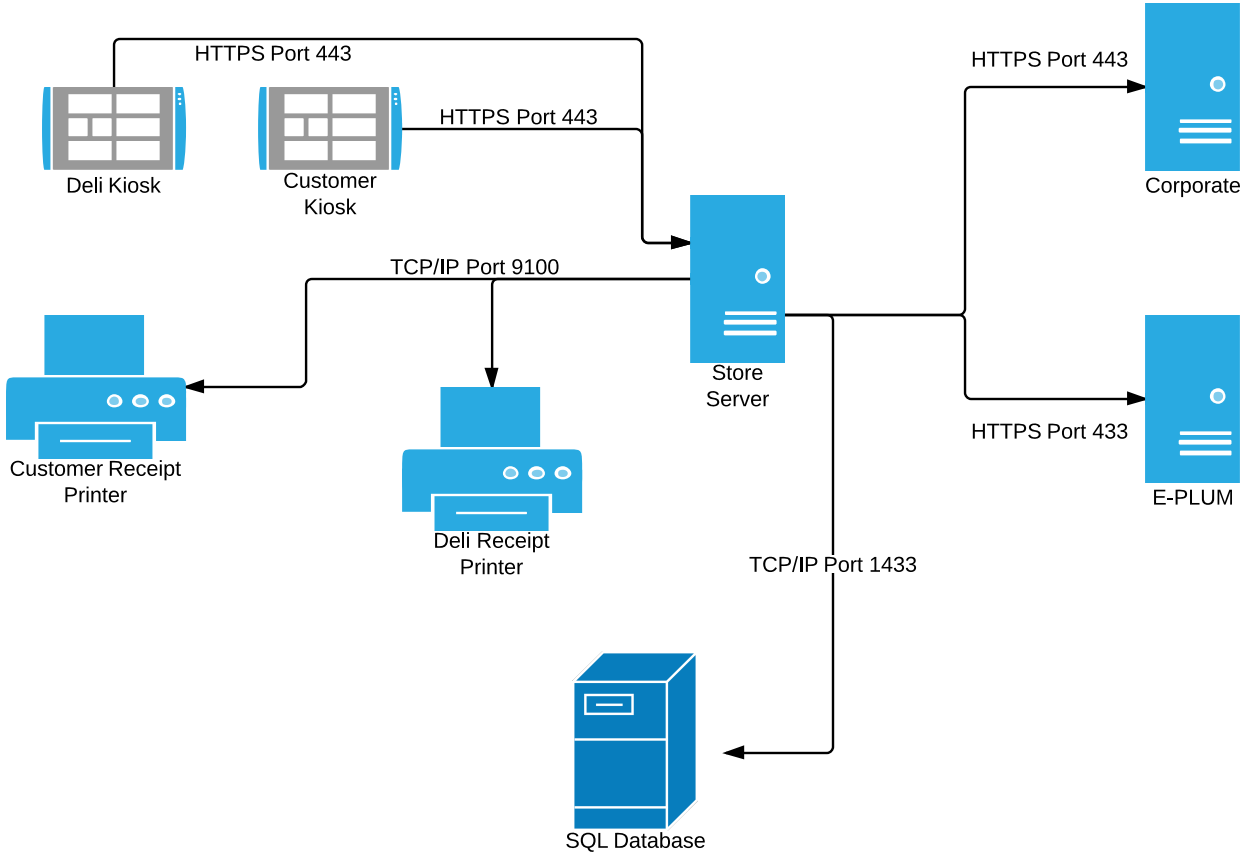 HTTPS Port 443
HTTPS Port 443
HTTPS Port 443
Deli Kiosk
Customer
Kiosk
Corporate
TCP/IP Port 9100
Store
Server
HTTPS Port 433
Customer Receipt
Printer
E-PLUM
Deli Receipt
Printer
TCP/IP Port 1433
SQL Database